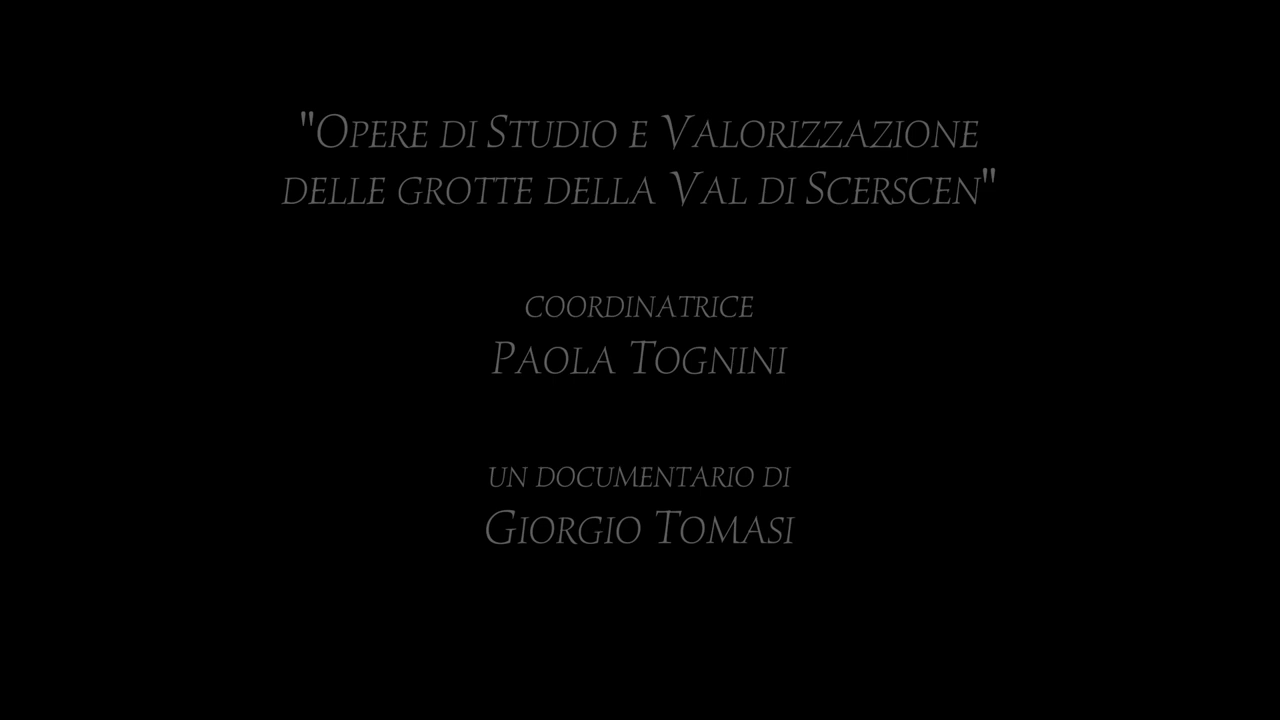 "Opere di Studio e Valorizzazione
delle grotte della Val di Scerscen"
coordinatrice
Paola Tognini
un documentario di
Giorgio Tomasi